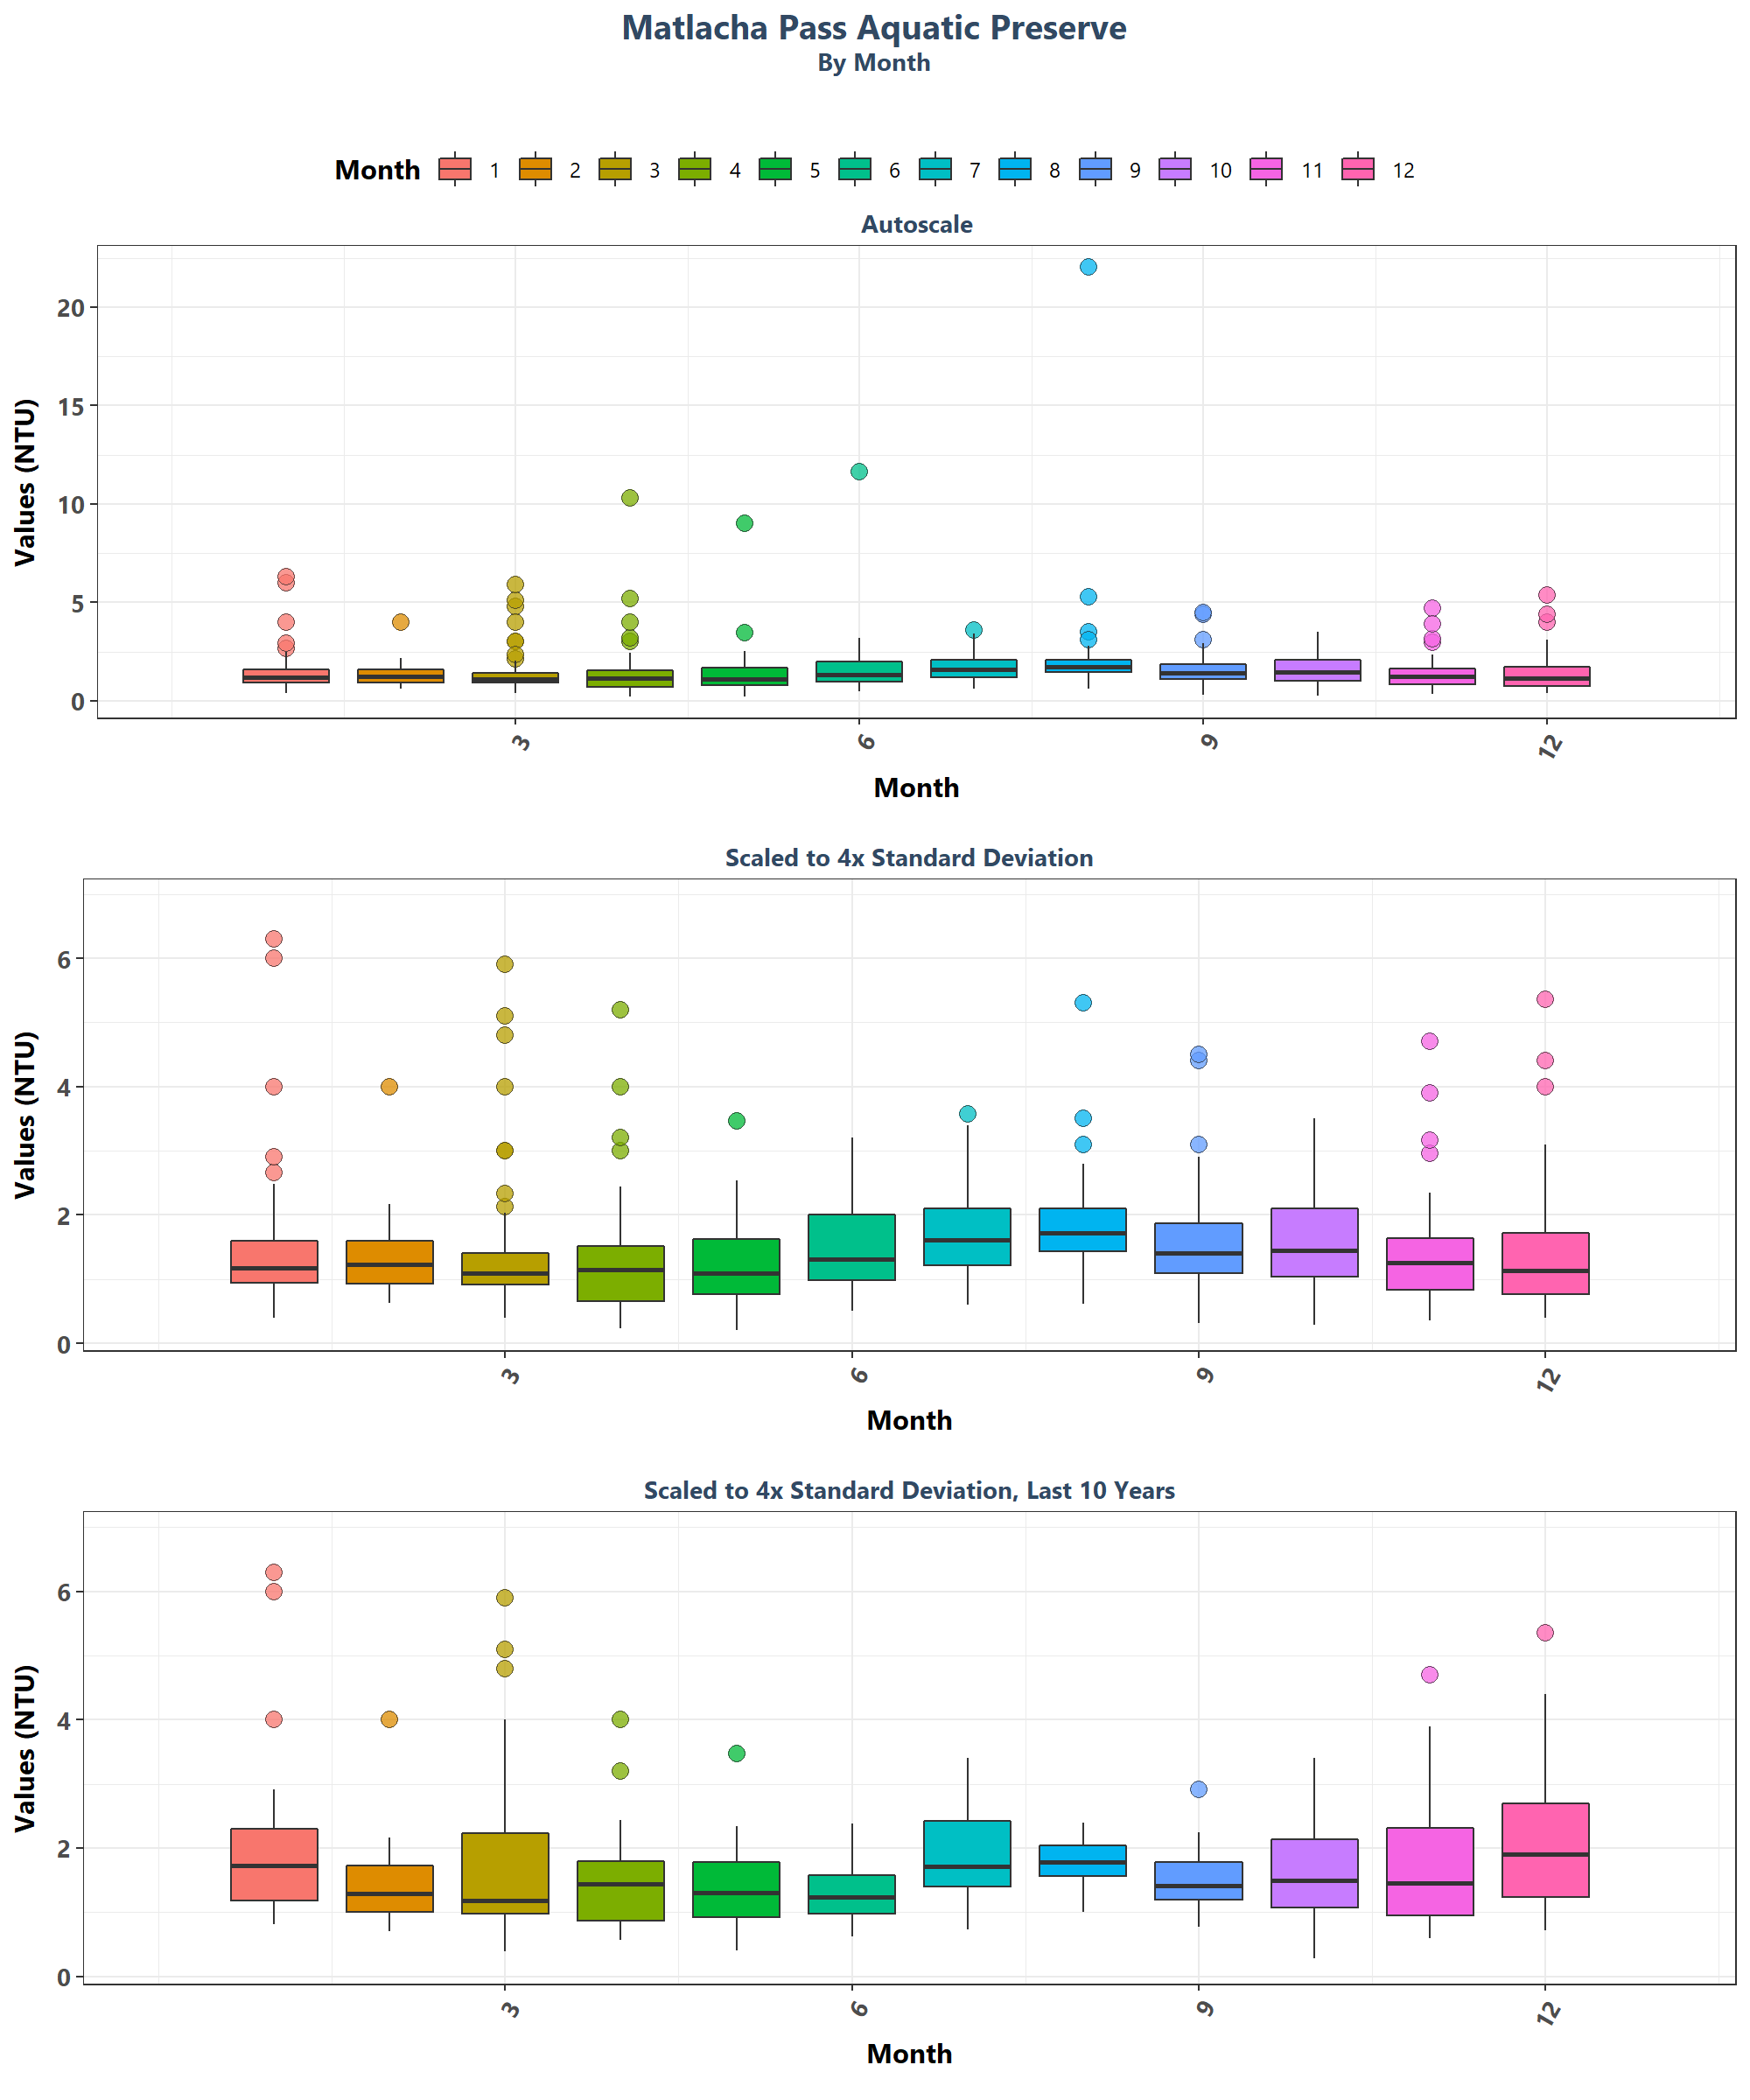 Matlacha Pass Aquatic Preserve
By Month
Month 1 2 3 4 5 6 7 8 9 10 11 12
Autoscale
Values (NTU)
20
15
10
5
0
3 6 9 12
Month
Scaled to 4x Standard Deviation
Values (NTU)
6
4
2
0
3 6 9 12
Month
Scaled to 4x Standard Deviation, Last 10 Years
Values (NTU)
6
4
2
0
3 6 9 12
Month